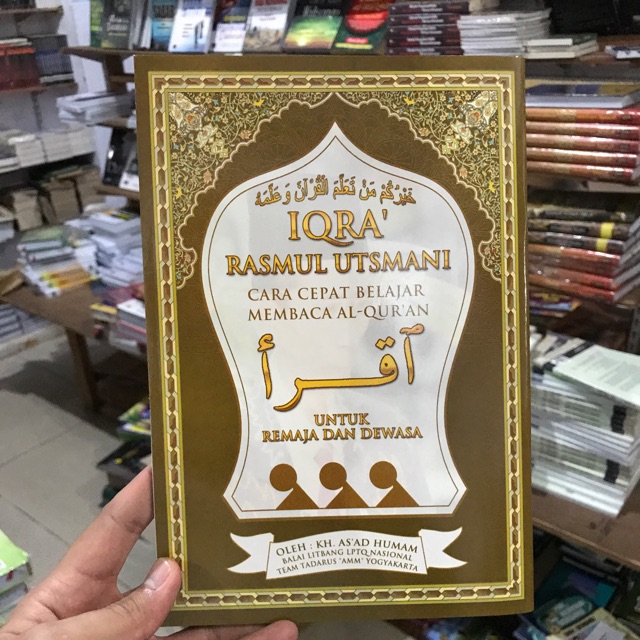 خَيْرُكُمْ مَنْ تَعَلَّمَ الْقُرْآنَ وَعَلَّمَهُ
IQRA'
RASMUL UTSMANI
CARA CEPAT BELAJAR
MEMBACA AL-QUR'AN
ٱقرأ
UNTUK
REMAJA DAN DEWASA
OLEH : KH. AS'AD HUMAM
BALAI LITBANG LPTQ NASIONAL
TEAM TADARUS "AMM" YOGYAKARTA